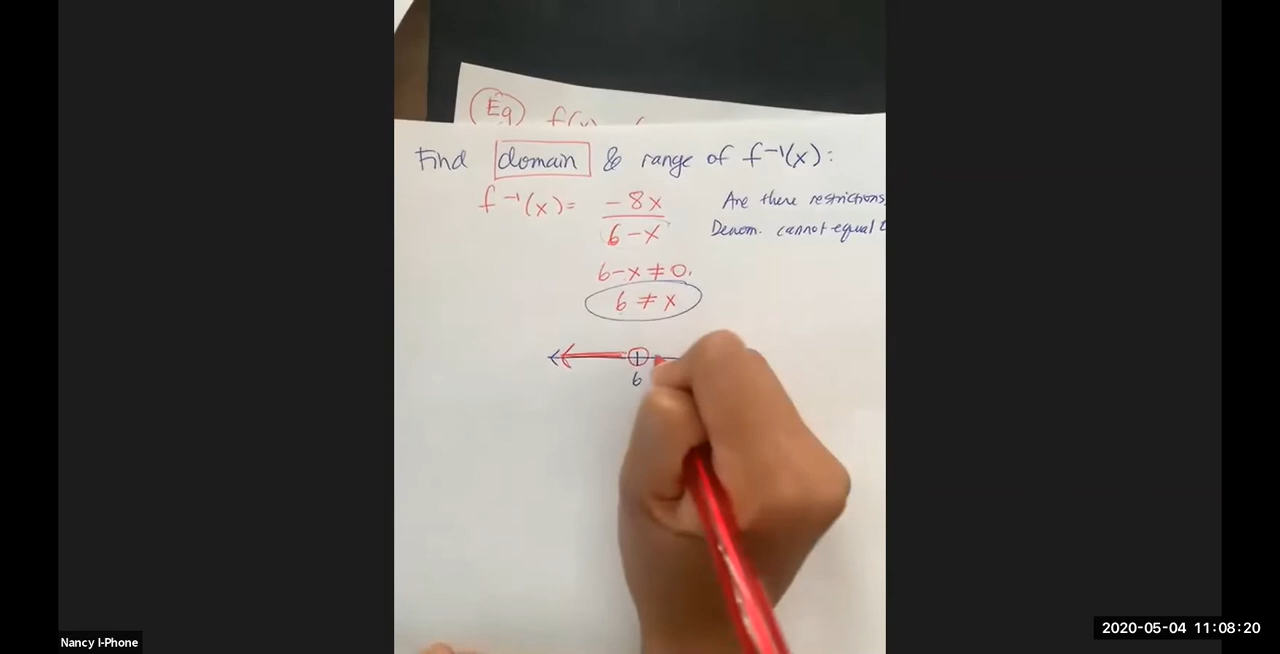 Eq f(x)
Find domain & range of f⁻¹(x):
f⁻¹(x)= -8x / 6-x
Are there restrictions
Denom. cannot equal
6-x ≠ 0.
6 ≠ x
6
Nancy I-Phone
2020-05-04 11:08:20